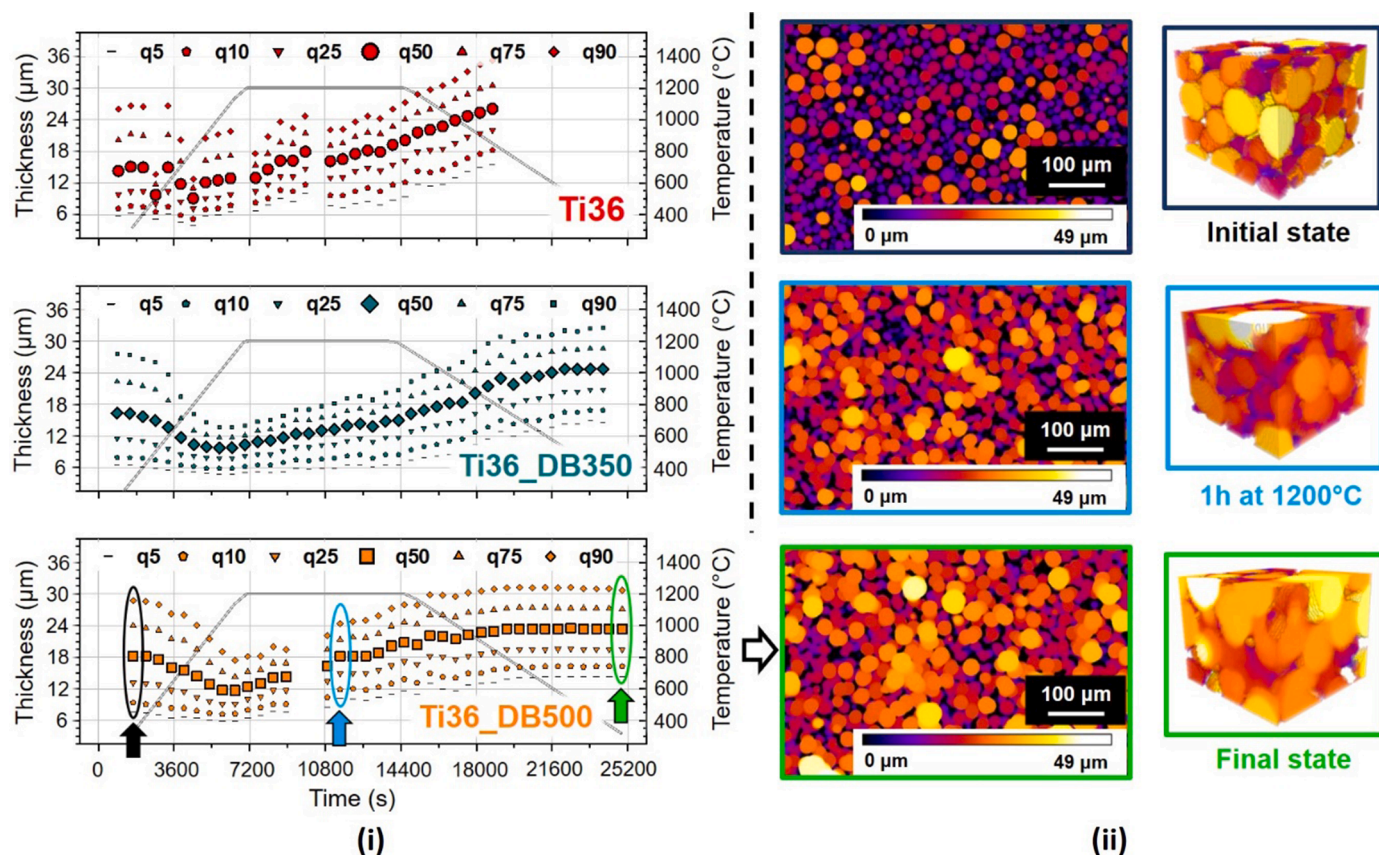 36 − q5 q10 q25 q50 q75 q90 1400
30 1200
24 1000
18 800
12 600
6 400
Thickness (µm)
Temperature (°C)
Ti36
36 − q5 q10 q25 q50 q75 q90 1400
30 1200
24 1000
18 800
12 600
6 400
Thickness (µm)
Temperature (°C)
Ti36_DB350
36 − q5 q10 q25 q50 q75 q90 1400
30 1200
24 1000
18 800
12 600
6 400
Thickness (µm)
Temperature (°C)
Ti36_DB500
0 3600 7200 10800 14400 18000 21600 25200
Time (s)
(i)
100 µm
0 µm 49 µm
Initial state
100 µm
0 µm 49 µm
1h at 1200°C
100 µm
0 µm 49 µm
Final state
(ii)